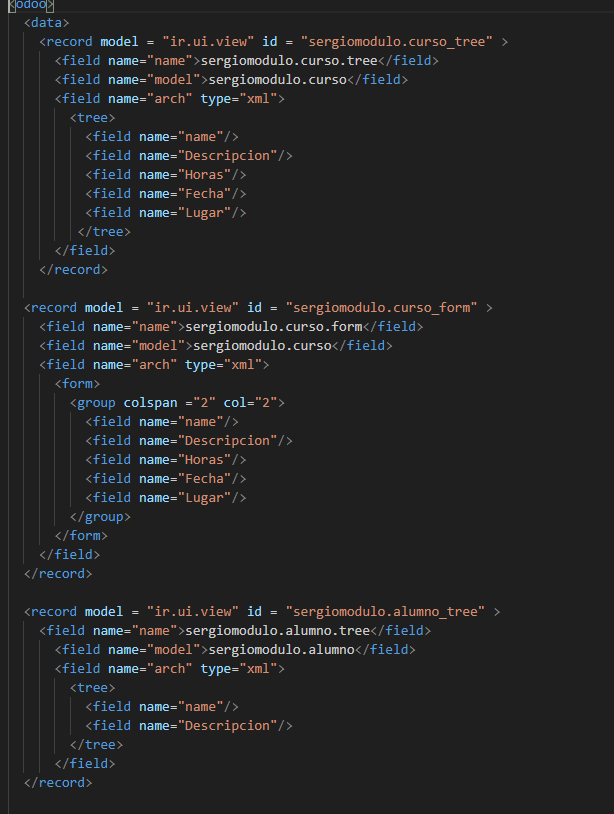 <odoo>
<data>
<record model = "ir.ui.view" id = "sergiomodulo.curso_tree" >
<field name="name">sergiomodulo.curso.tree</field>
<field name="model">sergiomodulo.curso</field>
<field name="arch" type="xml">
<tree>
<field name="name"/>
<field name="Descripcion"/>
<field name="Horas"/>
<field name="Fecha"/>
<field name="Lugar"/>
</tree>
</field>
</record>
<record model = "ir.ui.view" id = "sergiomodulo.curso_form" >
<field name="name">sergiomodulo.curso.form</field>
<field name="model">sergiomodulo.curso</field>
<field name="arch" type="xml">
<form>
<group colspan ="2" col="2">
<field name="name"/>
<field name="Descripcion"/>
<field name="Horas"/>
<field name="Fecha"/>
<field name="Lugar"/>
</group>
</form>
</field>
</record>
<record model = "ir.ui.view" id = "sergiomodulo.alumno_tree" >
<field name="name">sergiomodulo.alumno.tree</field>
<field name="model">sergiomodulo.alumno</field>
<field name="arch" type="xml">
<tree>
<field name="name"/>
<field name="Descripcion"/>
</tree>
</field>
</record>